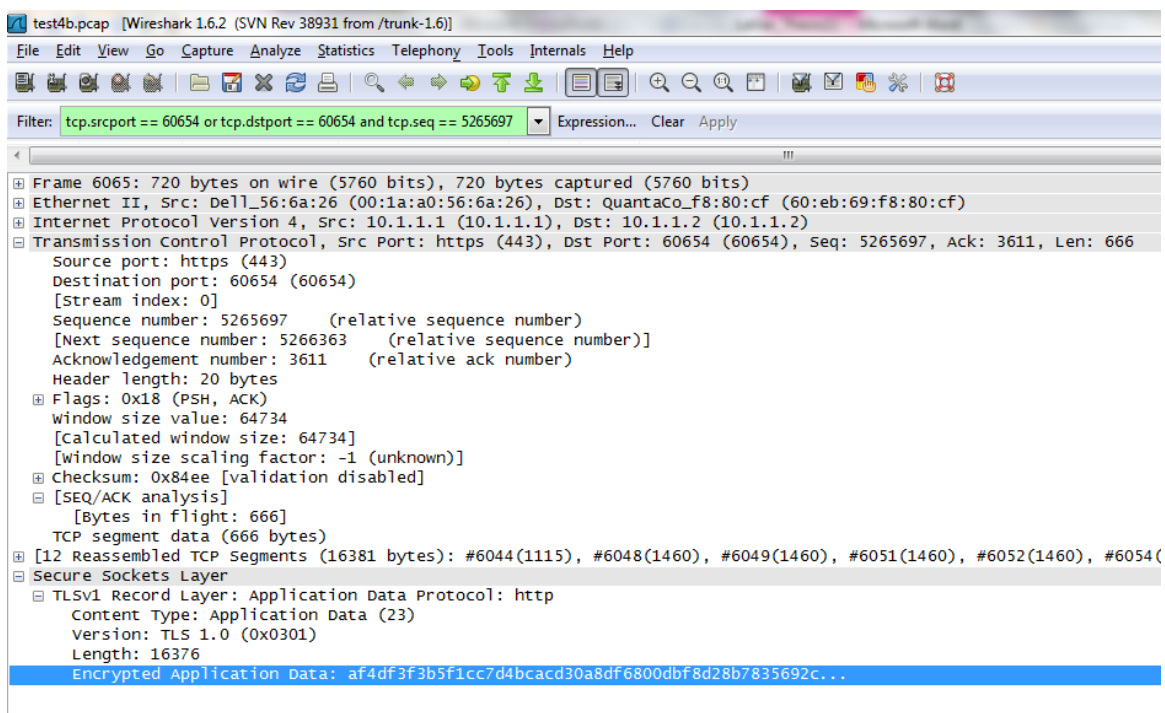 test4b.pcap [Wireshark 1.6.2 (SVN Rev 38931 from /trunk-1.6)]
File Edit View Go Capture Analyze Statistics Telephony Tools Internals Help
Filter: tcp.srcport == 60654 or tcp.dstport == 60654 and tcp.seq == 5265697 Expression... Clear Apply
Frame 6065: 720 bytes on wire (5760 bits), 720 bytes captured (5760 bits)
Ethernet II, Src: Dell_56:6a:26 (00:1a:a0:56:6a:26), Dst: QuantaCo_f8:80:cf (60:eb:69:f8:80:cf)
Internet Protocol Version 4, Src: 10.1.1.1 (10.1.1.1), Dst: 10.1.1.2 (10.1.1.2)
Transmission Control Protocol, Src Port: https (443), Dst Port: 60654 (60654), Seq: 5265697, Ack: 3611, Len: 666
Source port: https (443)
Destination port: 60654 (60654)
[Stream index: 0]
Sequence number: 5265697 (relative sequence number)
[Next sequence number: 5266363 (relative sequence number)]
Acknowledgement number: 3611 (relative ack number)
Header length: 20 bytes
Flags: 0x18 (PSH, ACK)
Window size value: 64734
[Calculated window size: 64734]
[Window size scaling factor: -1 (unknown)]
Checksum: 0x84ee [validation disabled]
[SEQ/ACK analysis]
[Bytes in flight: 666]
TCP segment data (666 bytes)
[12 Reassembled TCP Segments (16381 bytes): #6044(1115), #6048(1460), #6049(1460), #6051(1460), #6052(1460), #6054(
Secure Sockets Layer
TLSv1 Record Layer: Application Data Protocol: http
Content Type: Application Data (23)
Version: TLS 1.0 (0x0301)
Length: 16376
Encrypted Application Data: af4df3f3b5f1cc7d4bcacd30a8df6800dbf8d28b7835692c...